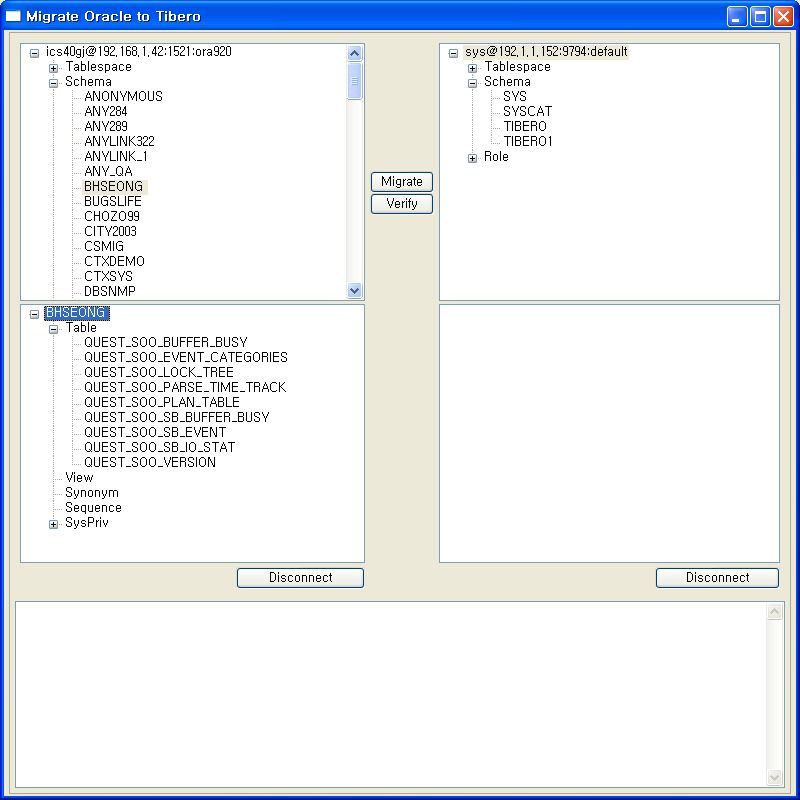 Migrate Oracle to Tibero
ics40gj@192.168.1.42:1521:ora920
Tablespace
Schema
ANONYMOUS
ANY284
ANY289
ANYLINK322
ANYLINK_1
ANY_QA
BHSEONG
BUGSLIFE
CHOZO99
CITY2003
CSMIG
CTXDEMO
CTXSYS
DBSNMP
Migrate
Verify
sys@192.1.1.152:9794:default
Tablespace
Schema
SYS
SYSCAT
TIBERO
TIBERO1
Role
BHSEONG
Table
QUEST_SOO_BUFFER_BUSY
QUEST_SOO_EVENT_CATEGORIES
QUEST_SOO_LOCK_TREE
QUEST_SOO_PARSE_TIME_TRACK
QUEST_SOO_PLAN_TABLE
QUEST_SOO_SB_BUFFER_BUSY
QUEST_SOO_SB_EVENT
QUEST_SOO_SB_IO_STAT
QUEST_SOO_VERSION
View
Synonym
Sequence
SysPriv
Disconnect
Disconnect